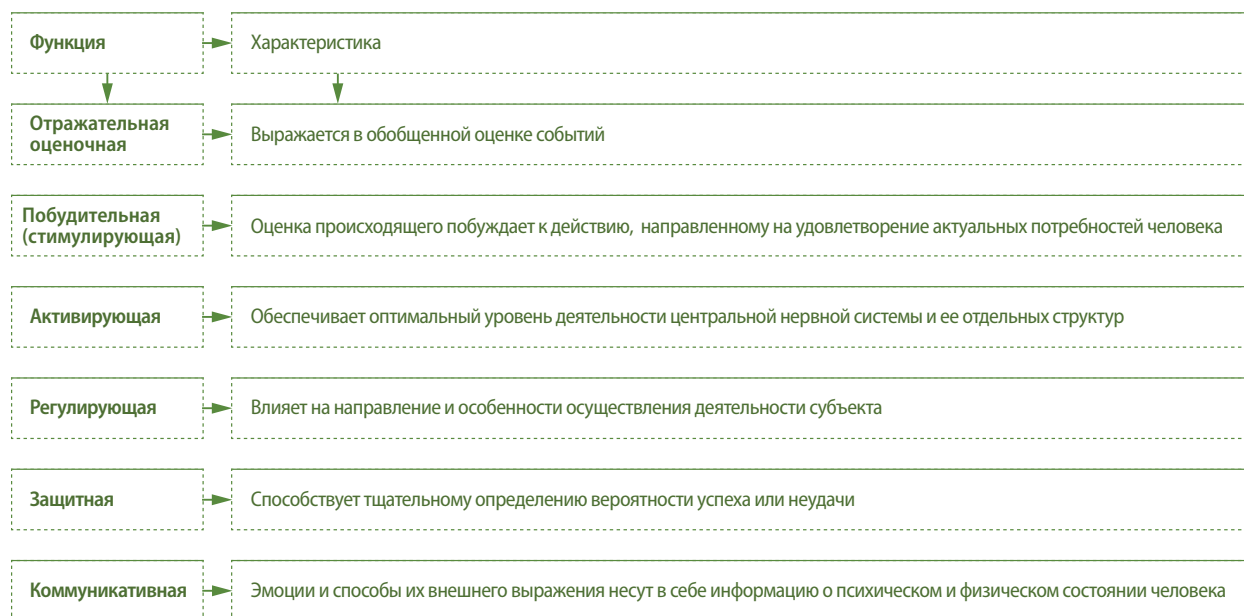 Функция
Характеристика
Отражательная
оценочная
Выражается в обобщенной оценке событий
Побудительная
(стимулирующая)
Оценка происходящего побуждает к действию, направленному на удовлетворение актуальных потребностей человека
Активирующая
Обеспечивает оптимальный уровень деятельности центральной нервной системы и ее отдельных структур
Регулирующая
Влияет на направление и особенности осуществления деятельности субъекта
Защитная
Способствует тщательному определению вероятности успеха или неудачи
Коммуникативная
Эмоции и способы их внешнего выражения несут в себе информацию о психическом и физическом состоянии человека